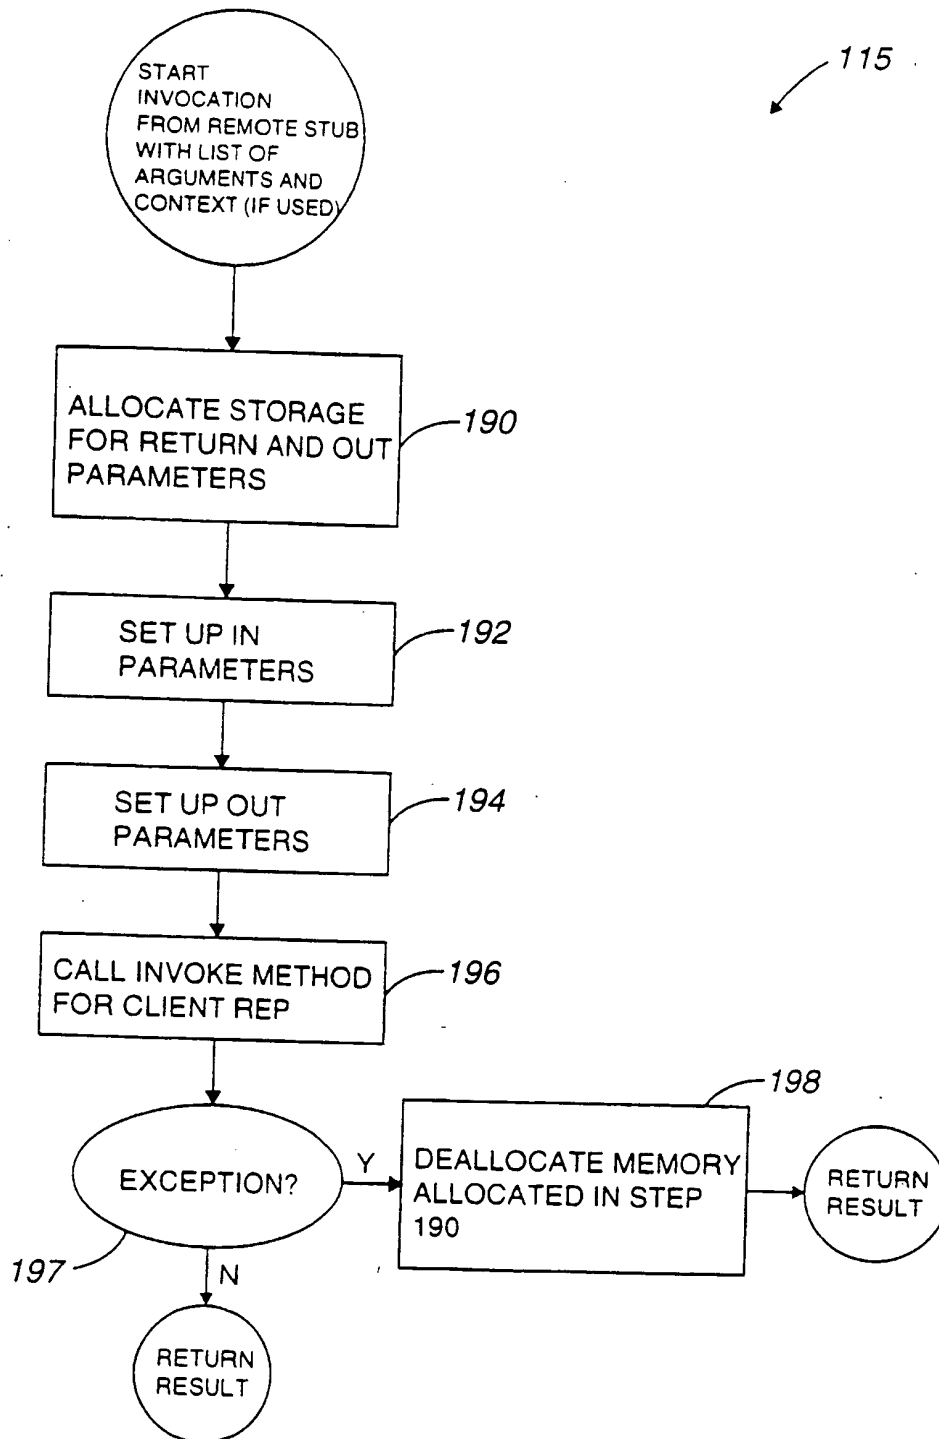 START
INVOCATION
FROM REMOTE STUB
WITH LIST OF
ARGUMENTS AND
CONTEXT (IF USED)
115
ALLOCATE STORAGE
FOR RETURN AND OUT
PARAMETERS
190
SET UP IN
PARAMETERS
192
SET UP OUT
PARAMETERS
194
CALL INVOKE METHOD
FOR CLIENT REP
196
EXCEPTION?
197
Y
N
DEALLOCATE MEMORY
ALLOCATED IN STEP
190
198
RETURN
RESULT
RETURN
RESULT